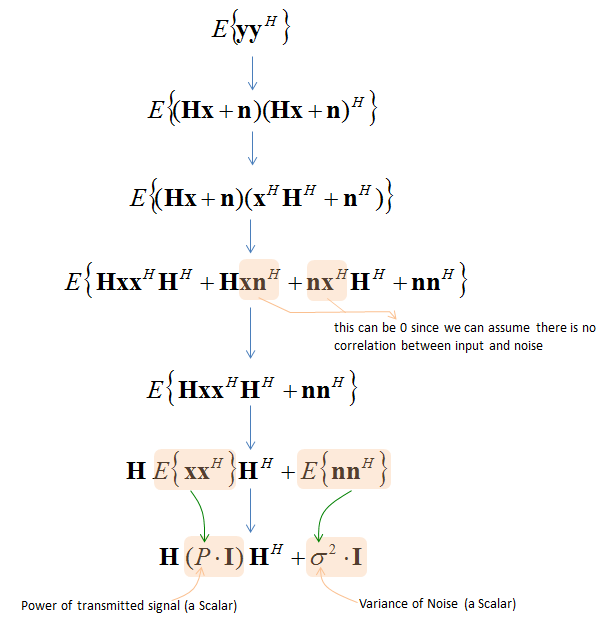 E{yy^H}
E{(Hx + n)(Hx + n)^H}
E{(Hx + n)(x^H H^H + n^H)}
E{Hxx^H H^H + Hxn^H + nx^H H^H + nn^H}
this can be 0 since we can assume there is no
correlation between input and noise
E{Hxx^H H^H + nn^H}
H E{xx^H}H^H + E{nn^H}
H (P · I) H^H + σ^2 · I
Power of transmitted signal (a Scalar)
Variance of Noise (a Scalar)